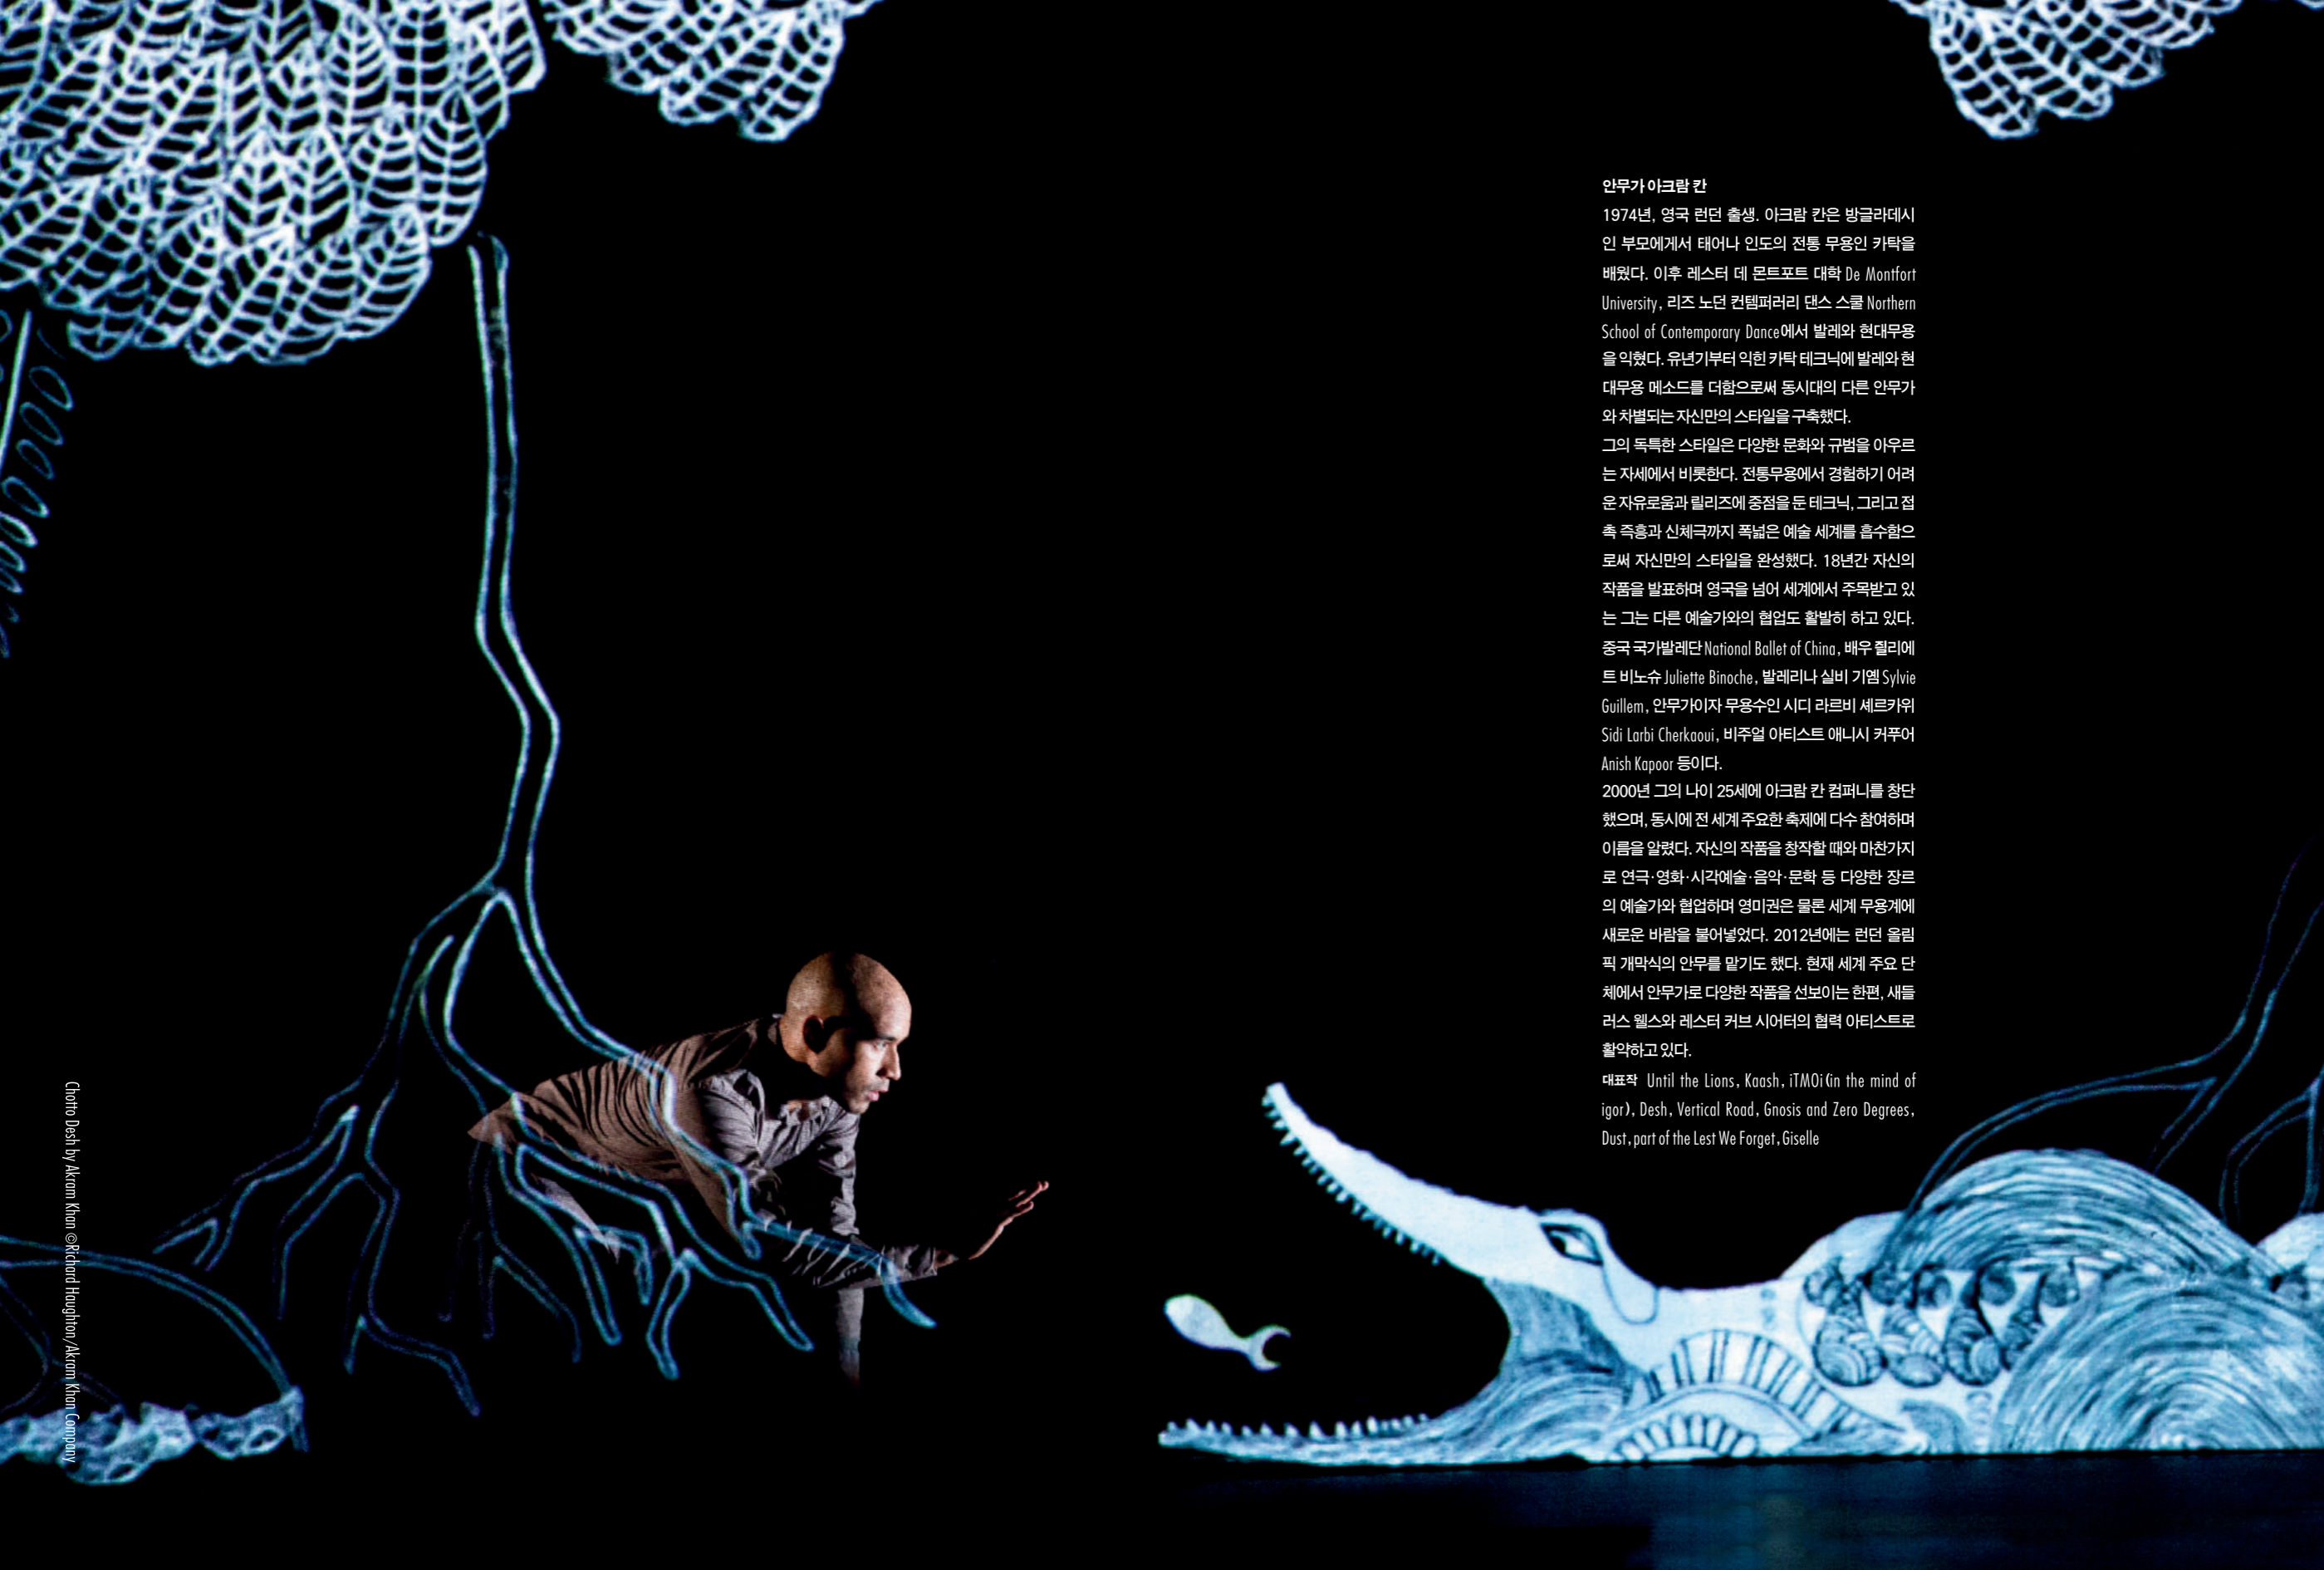 안무가 아크람 칸
1974년, 영국 런던 출생. 아크람 칸은 방글라데시
인 부모에게서 태어나 인도의 전통 무용인 카탁을
배웠다. 이후 레스터 데 몬트포트 대학 De Montfort
University, 리즈 노던 컨템퍼러리 댄스 스쿨 Northern
School of Contemporary Dance에서 발레와 현대무용
을 익혔다. 유년기부터 익힌 카탁 테크닉에 발레와 현
대무용 메소드를 더함으로써 동시대의 다른 안무가
와 차별되는 자신만의 스타일을 구축했다.
그의 독특한 스타일은 다양한 문화와 규범을 아우르
는 자세에서 비롯한다. 전통무용에서 경험하기 어려
운 자유로움과 릴리즈에 중점을 둔 테크닉, 그리고 접
촉 즉흥과 신체극까지 폭넓은 예술 세계를 흡수함으
로써 자신만의 스타일을 완성했다. 18년간 자신의
작품을 발표하며 영국을 넘어 세계에서 주목받고 있
는 그는 다른 예술가와의 협업도 활발히 하고 있다.
중국 국가발레단 National Ballet of China, 배우 쥘리에
트 비노슈 Juliette Binoche, 발레리나 실비 기옘 Sylvie
Guillem, 안무가이자 무용수인 시디 라르비 셰르카위
Sidi Larbi Cherkaoui, 비주얼 아티스트 애니시 커푸어
Anish Kapoor 등이다.
2000년 그의 나이 25세에 아크람 칸 컴퍼니를 창단
했으며, 동시에 전 세계 주요한 축제에 다수 참여하며
이름을 알렸다. 자신의 작품을 창작할 때와 마찬가지
로 연극·영화·시각예술·음악·문학 등 다양한 장르
의 예술가와 협업하며 영미권은 물론 세계 무용계에
새로운 바람을 불어넣었다. 2012년에는 런던 올림
픽 개막식의 안무를 맡기도 했다. 현재 세계 주요 단
체에서 안무가로 다양한 작품을 선보이는 한편, 새들
러스 웰스와 레스터 커브 시어터의 협력 아티스트로
활약하고 있다.
대표작 Until the Lions, Kaash, iTMOi(in the mind of
igor), Desh, Vertical Road, Gnosis and Zero Degrees,
Dust, part of the Lest We Forget, Giselle
Chotto Desh by Akram Khan ©Richard Haughton/Akram Khan Company